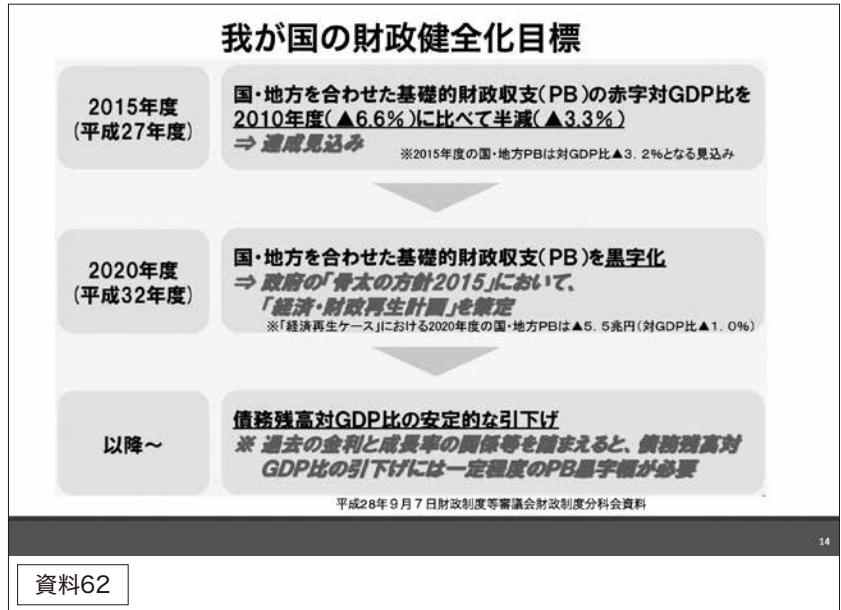 我が国の財政健全化目標
2015年度
(平成27年度)
国・地方を合わせた基礎的財政収支(PB)の赤字対GDP比を
2010年度(▲6.6%)に比べて半減(▲3.3%)
⇒ 達成見込み
※2015年度の国・地方PBは対GDP比▲3.2%となる見込み
2020年度
(平成32年度)
国・地方を合わせた基礎的財政収支(PB)を黒字化
⇒ 政府の「骨太の方針2015」において、
「経済・財政再生計画」を策定
※「経済再生ケース」における2020年度の国・地方PBは▲5.5兆円(対GDP比▲1.0%)
以降~
債務残高対GDP比の安定的な引下げ
※ 過去の金利と成長率の関係等を踏まえると、債務残高対
GDP比の引下げには一定程度のPB黒字幅が必要
平成28年9月7日財政制度等審議会財政制度分科会資料
14
資料62